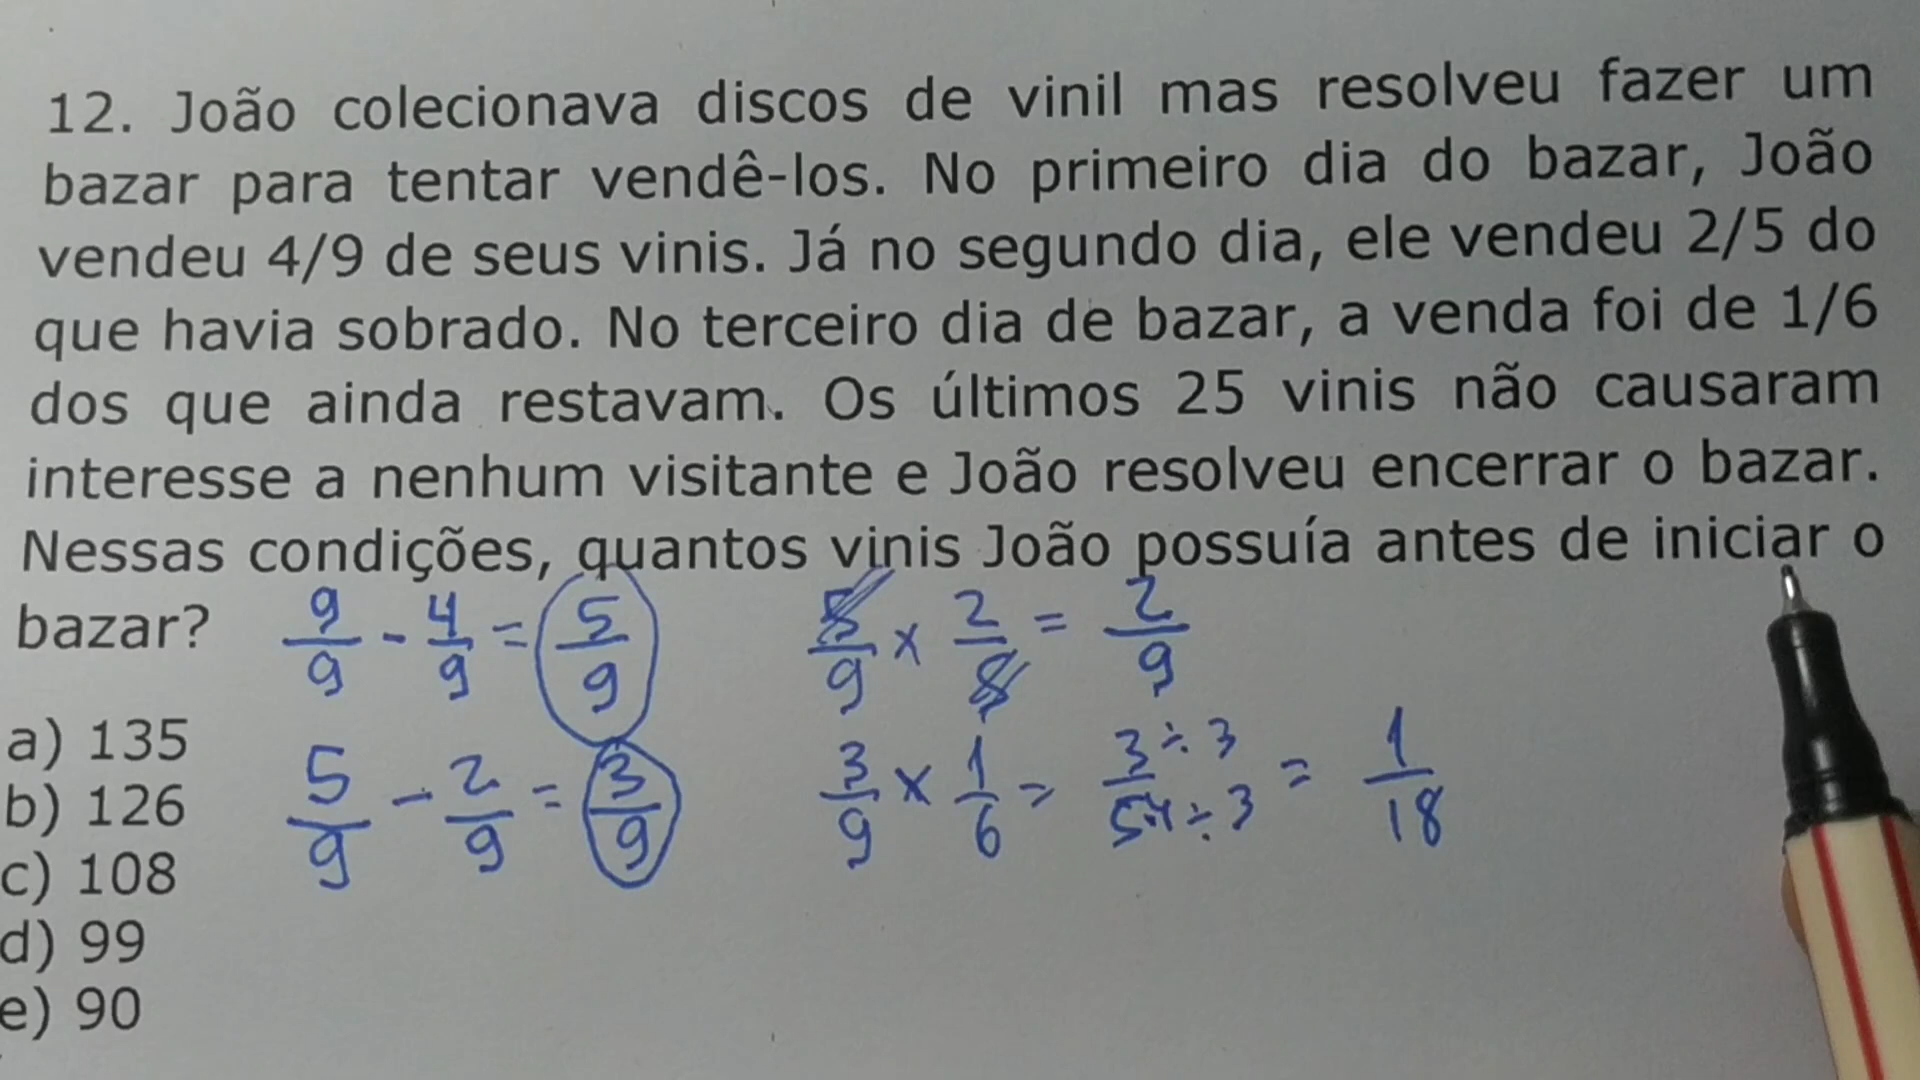 12. João colecionava discos de vinil mas resolveu fazer um
bazar para tentar vendê-los. No primeiro dia do bazar, João
vendeu 4/9 de seus vinis. Já no segundo dia, ele vendeu 2/5 do
que havia sobrado. No terceiro dia de bazar, a venda foi de 1/6
dos que ainda restavam. Os últimos 25 vinis não causaram
interesse a nenhum visitante e João resolveu encerrar o bazar.
Nessas condições, quantos vinis João possuía antes de iniciar o
bazar?
9/9 - 4/9 = 5/9
5/9 x 2/5 = 2/9
a) 135
5/9 - 2/9 = 3/9
3/9 x 1/6 = 3÷3/54÷3 = 1/18
b) 126
c) 108
d) 99
e) 90